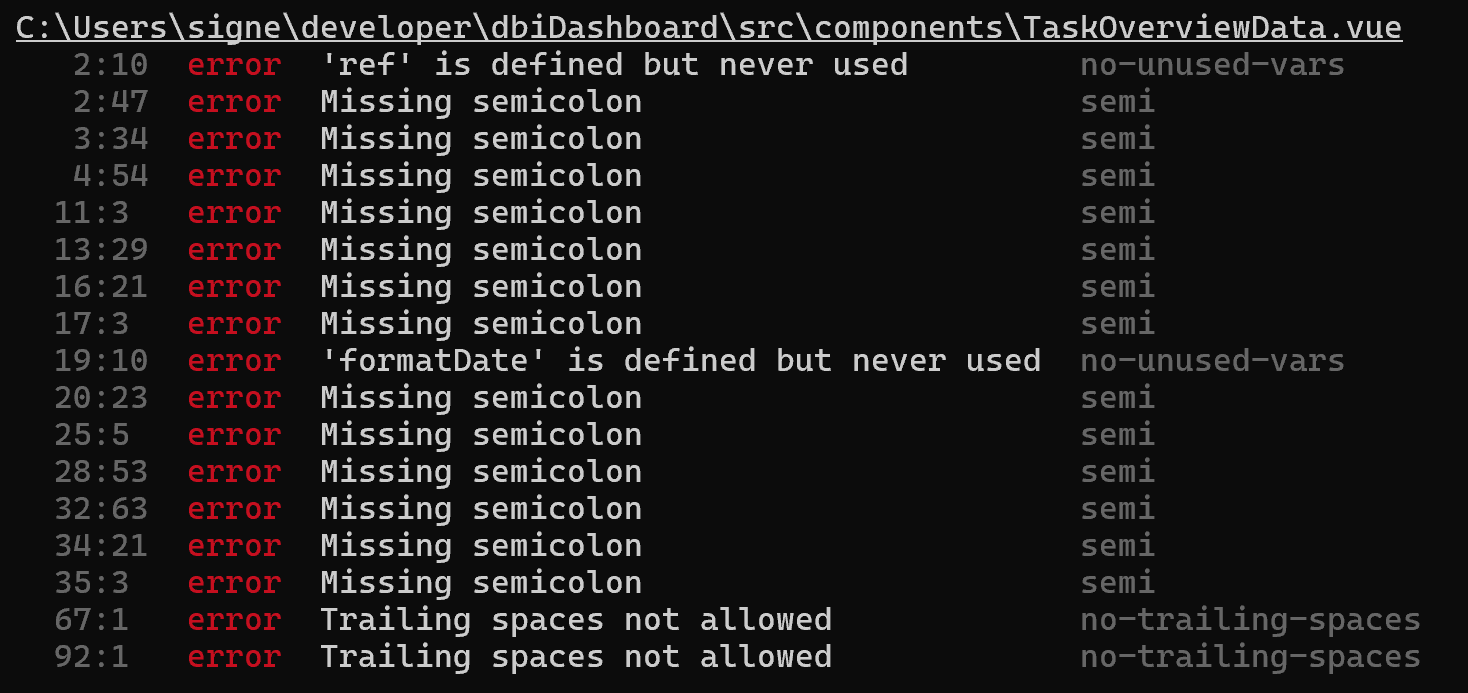 C:\Users\signe\developer\dbiDashboard\src\components\TaskOverviewData.vue
2:10 error 'ref' is defined but never used no-unused-vars
2:47 error Missing semicolon semi
3:34 error Missing semicolon semi
4:54 error Missing semicolon semi
11:3 error Missing semicolon semi
13:29 error Missing semicolon semi
16:21 error Missing semicolon semi
17:3 error Missing semicolon semi
19:10 error 'formatDate' is defined but never used no-unused-vars
20:23 error Missing semicolon semi
25:5 error Missing semicolon semi
28:53 error Missing semicolon semi
32:63 error Missing semicolon semi
34:21 error Missing semicolon semi
35:3 error Missing semicolon semi
67:1 error Trailing spaces not allowed no-trailing-spaces
92:1 error Trailing spaces not allowed no-trailing-spaces